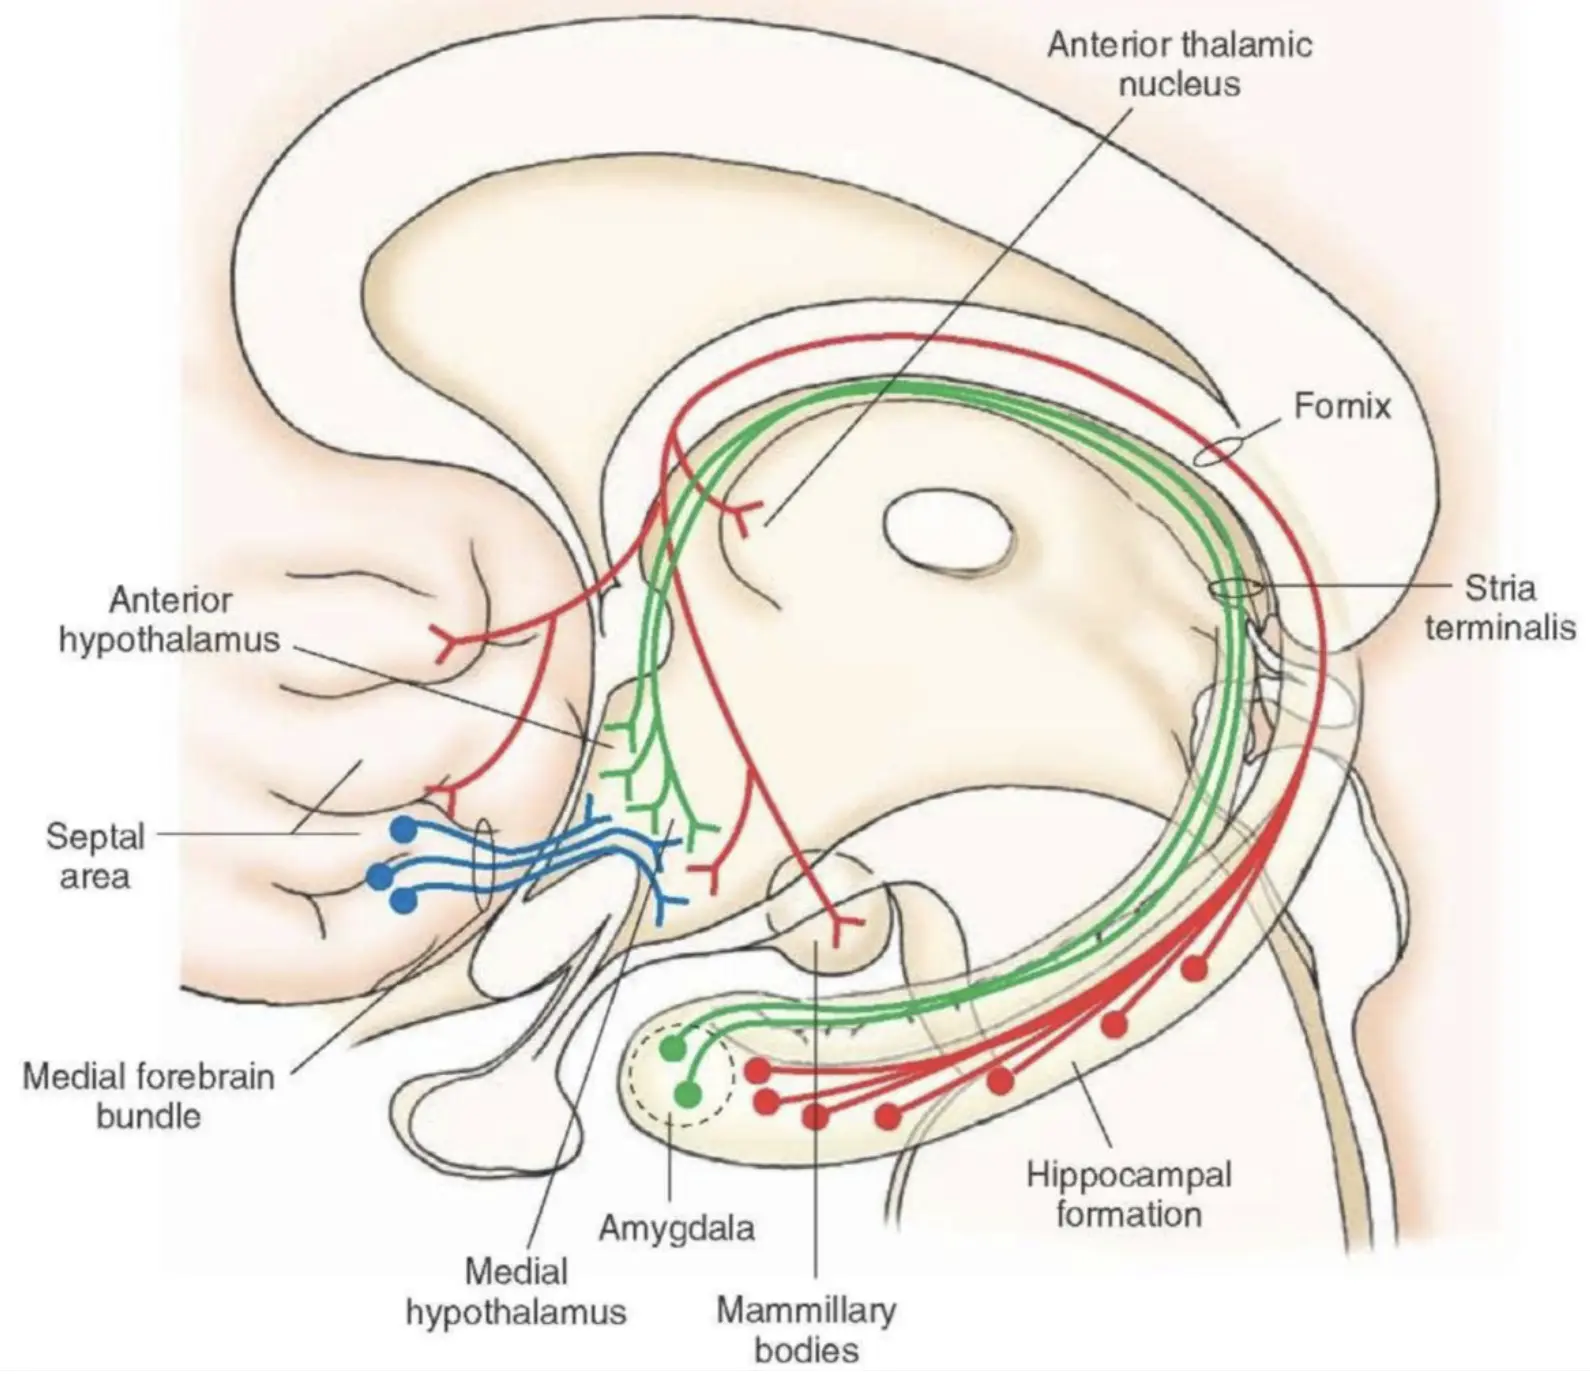 Anterior thalamic
nucleus
Fornix
Anterior
hypothalamus
Stria
terminalis
Septal
area
Medial forebrain
bundle
Hippocampal
formation
Amygdala
Medial
hypothalamus
Mammillary
bodies